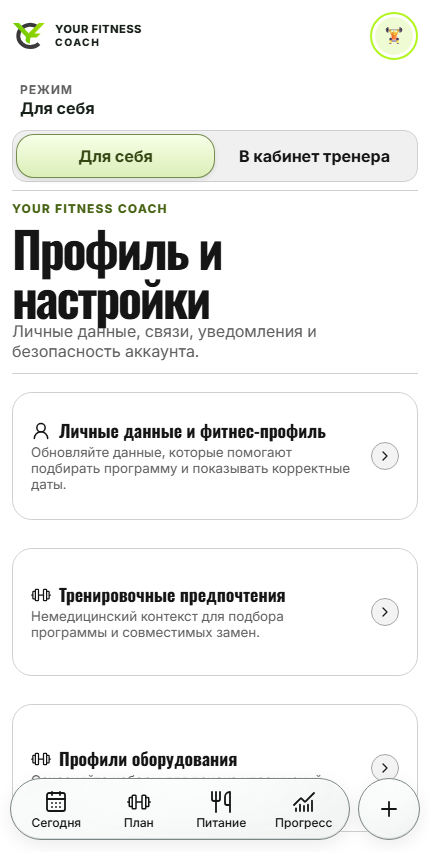 YOUR FITNESS
COACH
РЕЖИМ
Для себя
Для себя
В кабинет тренера
YOUR FITNESS COACH
Профиль и
настройки
Личные данные, связи, уведомления и
безопасность аккаунта.
Личные данные и фитнес-профиль
Обновляйте данные, которые помогают
подбирать программу и показывать корректные
даты.
Тренировочные предпочтения
Немедицинский контекст для подбора
программы и совместимых замен.
Профили оборудования
Сегодня
План
Питание
Прогресс